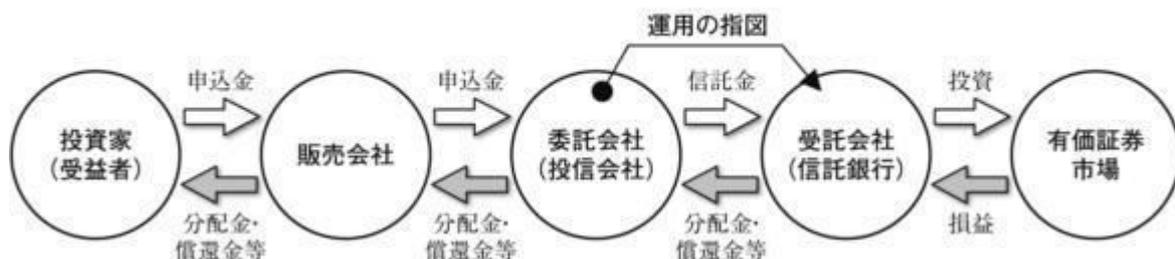 運用の指図
申込金
申込金
信託金
投資
投資家
（受益者）
販売会社
委託会社
（投信会社）
受託会社
（信託銀行）
有価証券
市場
分配金・
償還金等
分配金・
償還金等
分配金・
償還金等
損益